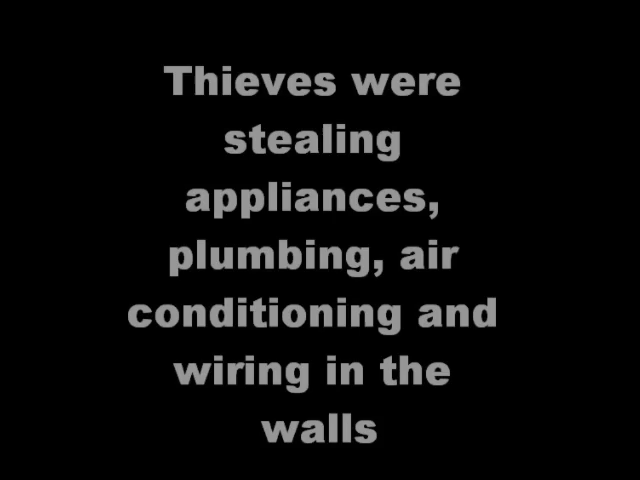 Thieves were
stealing
appliances,
plumbing, air
conditioning and
wiring in the
walls